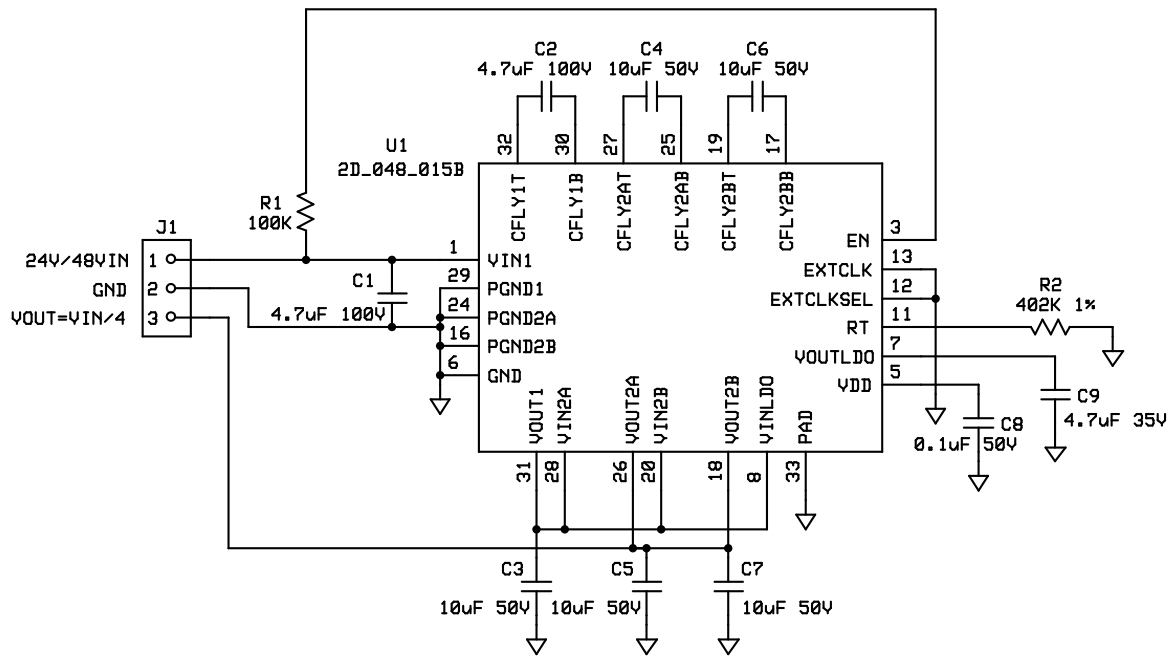 C2
4.7uF 100V
C4
10uF 50V
C6
10uF 50V
U1
2D_048_015B
32
30
27
25
19
17
CFLY1T
CFLY1B
CFLY2AT
CFLY2AB
CFLY2BT
CFLY2BB
R1
100K
J1
24V/48VIN
1
GND
2
VOUT=VIN/4
3
C1
4.7uF 100V
1
VIN1
29
PGND1
24
PGND2A
16
PGND2B
6
GND
EN
3
EXTCLK
13
EXTCLKSEL
12
RT
11
VOUTLDO
7
VDD
5
R2
402K 1%
C9
4.7uF 35V
C8
0.1uF 50V
VOUT1
VIN2A
VOUT2A
VIN2B
VOUT2B
VINLDO
PAD
31
28
26
20
18
8
33
C3
10uF 50V
C5
10uF 50V
C7
10uF 50V